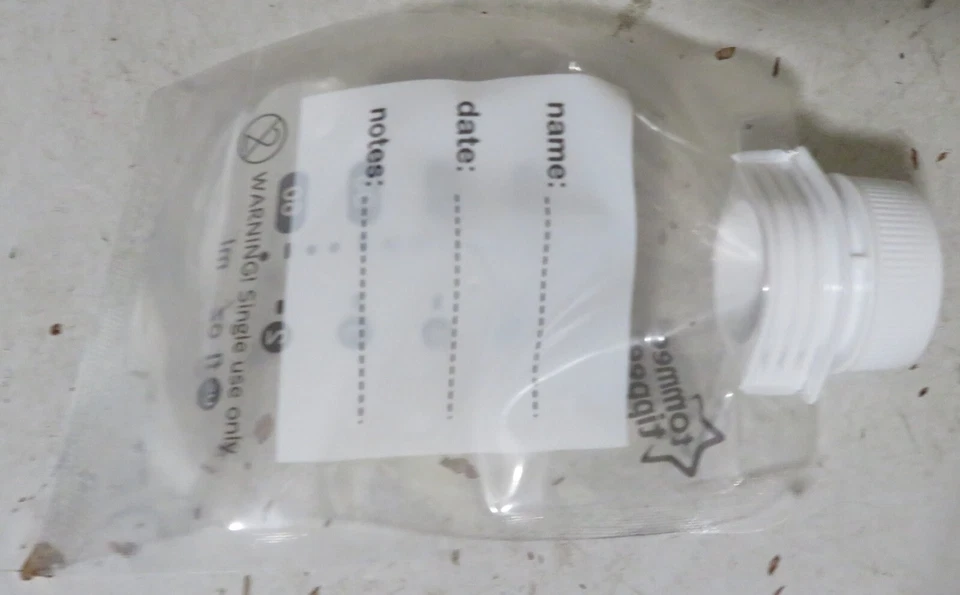 name:
date:
notes:
WARNING! Single use only.
tommee
tippee